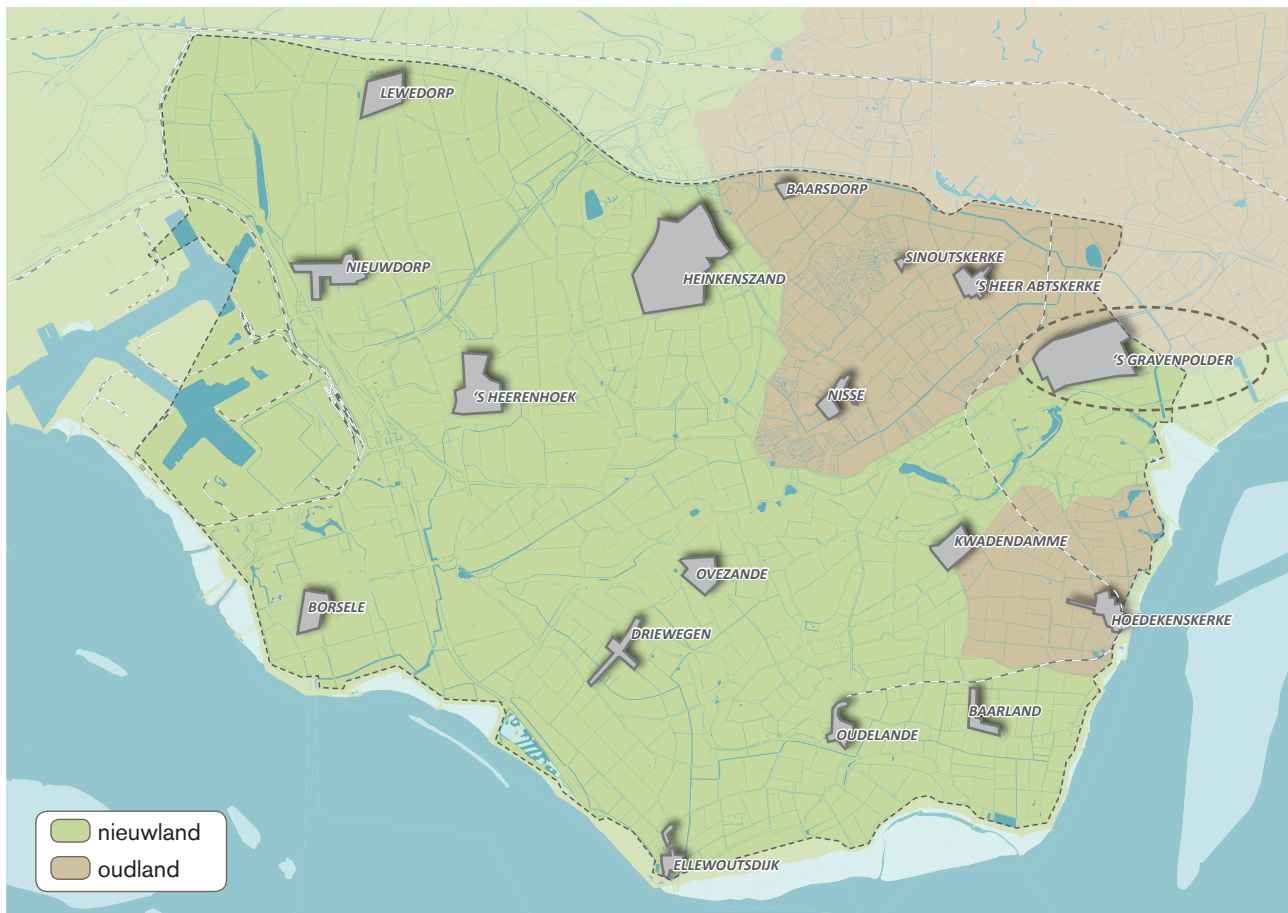 LEWEDORP
BAARSDORP
SINOUTSKERKE
NIEUWDORP
HEINKENSZAND
'S HEER ABTSKERKE
'S GRAVENPOLDER
'S HEERENHOEK
NISSE
KWADENDAMME
OVEZANDE
BORSELE
HOEDEKENSKERKE
DRIEWEGEN
BAARLAND
OUDELANDE
ELLEWOUTSDIJK
nieuwland
oudland